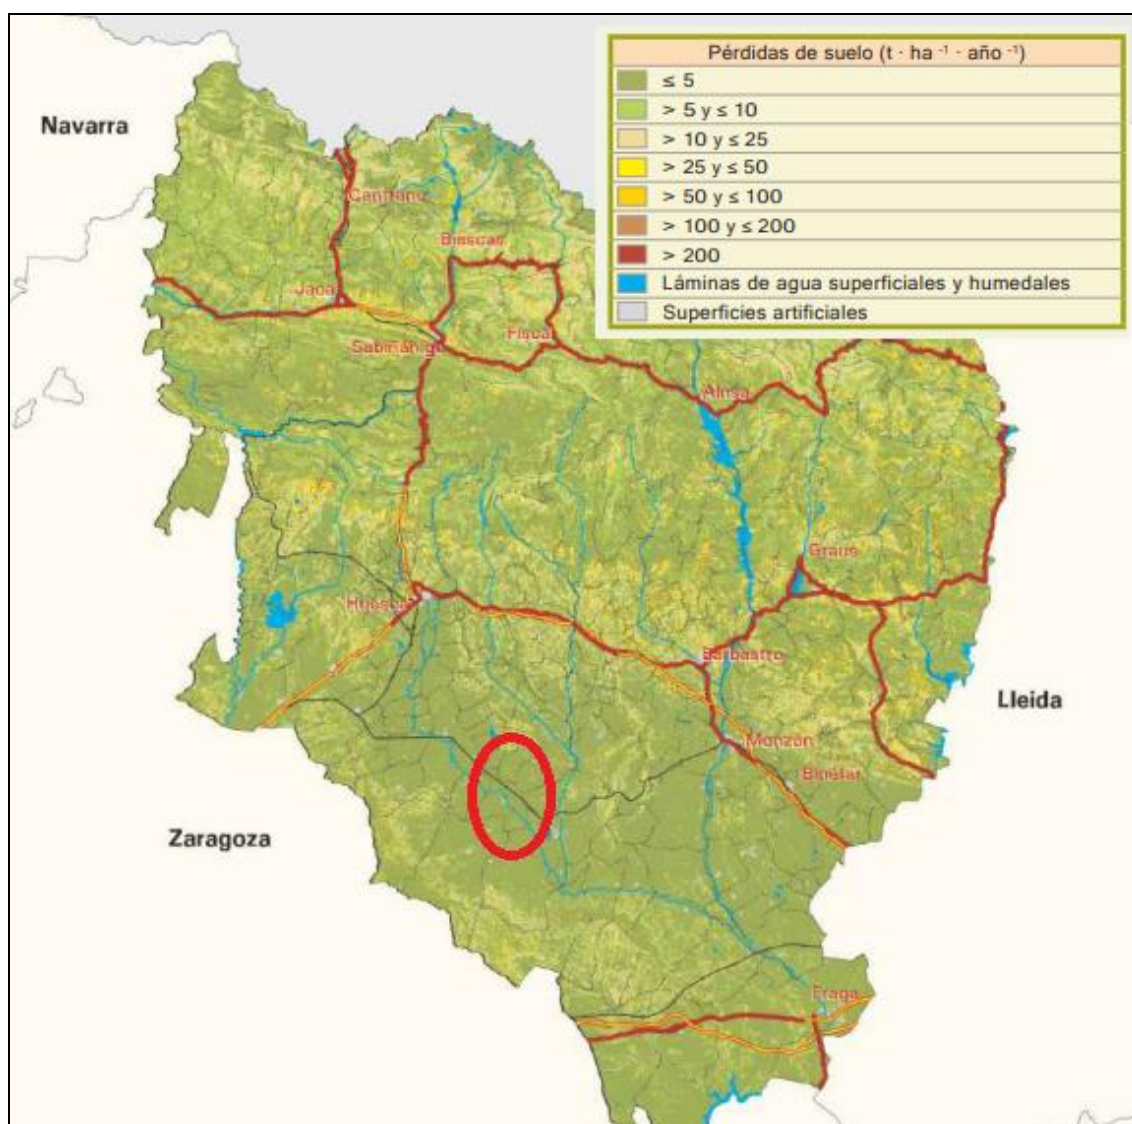 Pérdidas de suelo (t · ha ⁻¹ · año ⁻¹)
≤ 5
> 5 y ≤ 10
> 10 y ≤ 25
> 25 y ≤ 50
> 50 y ≤ 100
> 100 y ≤ 200
> 200
Láminas de agua superficiales y humedales
Superficies artificiales
Navarra
Canfranc
Biescas
Jaca
Fiscal
Sabiñánigo
Aínsa
Graus
Huesca
Barbastro
Lleida
Monzón
Binéfar
Zaragoza
Fraga